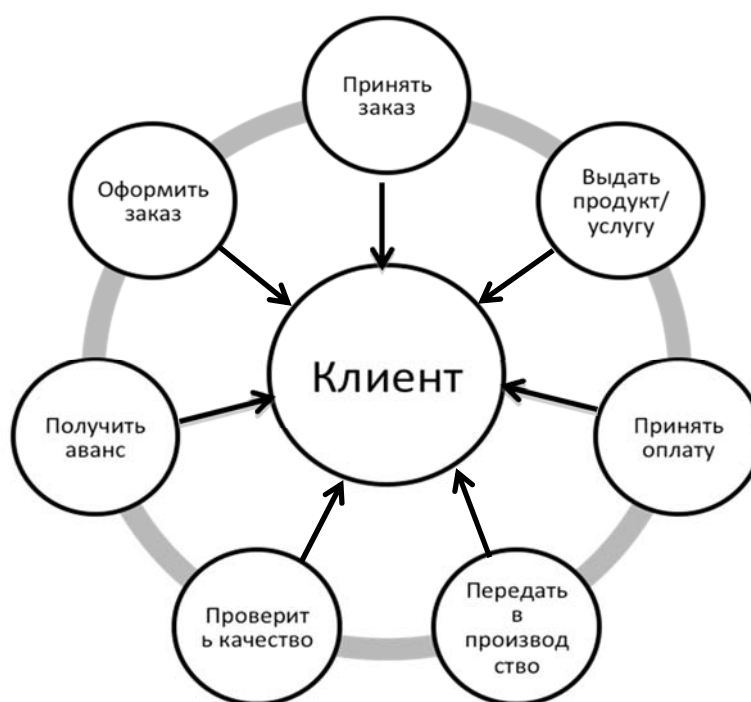 Принять
заказ
Выдать
продукт/
услугу
Принять
оплату
Передать
в
производ
ство
Проверит
ь качество
Получить
аванс
Оформить
заказ
Клиент